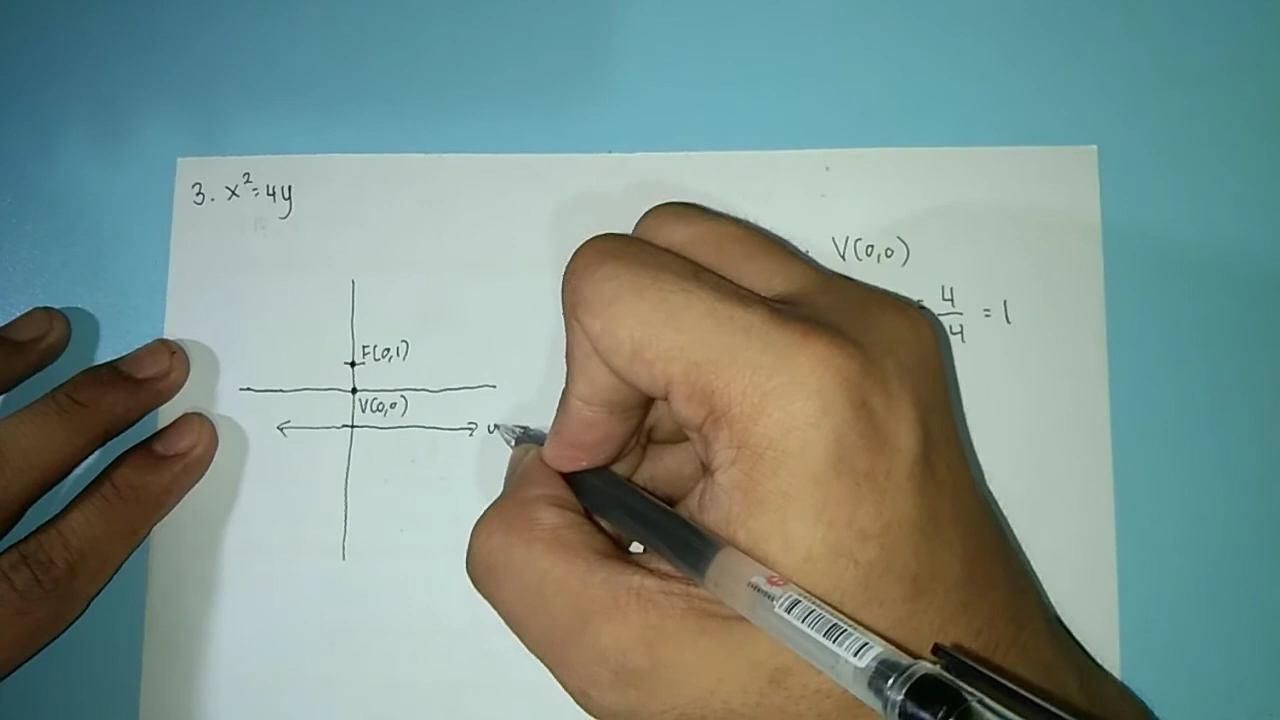 3. x²=4y
V(0,0)
4/4 = 1
F(0,1)
V(0,0)